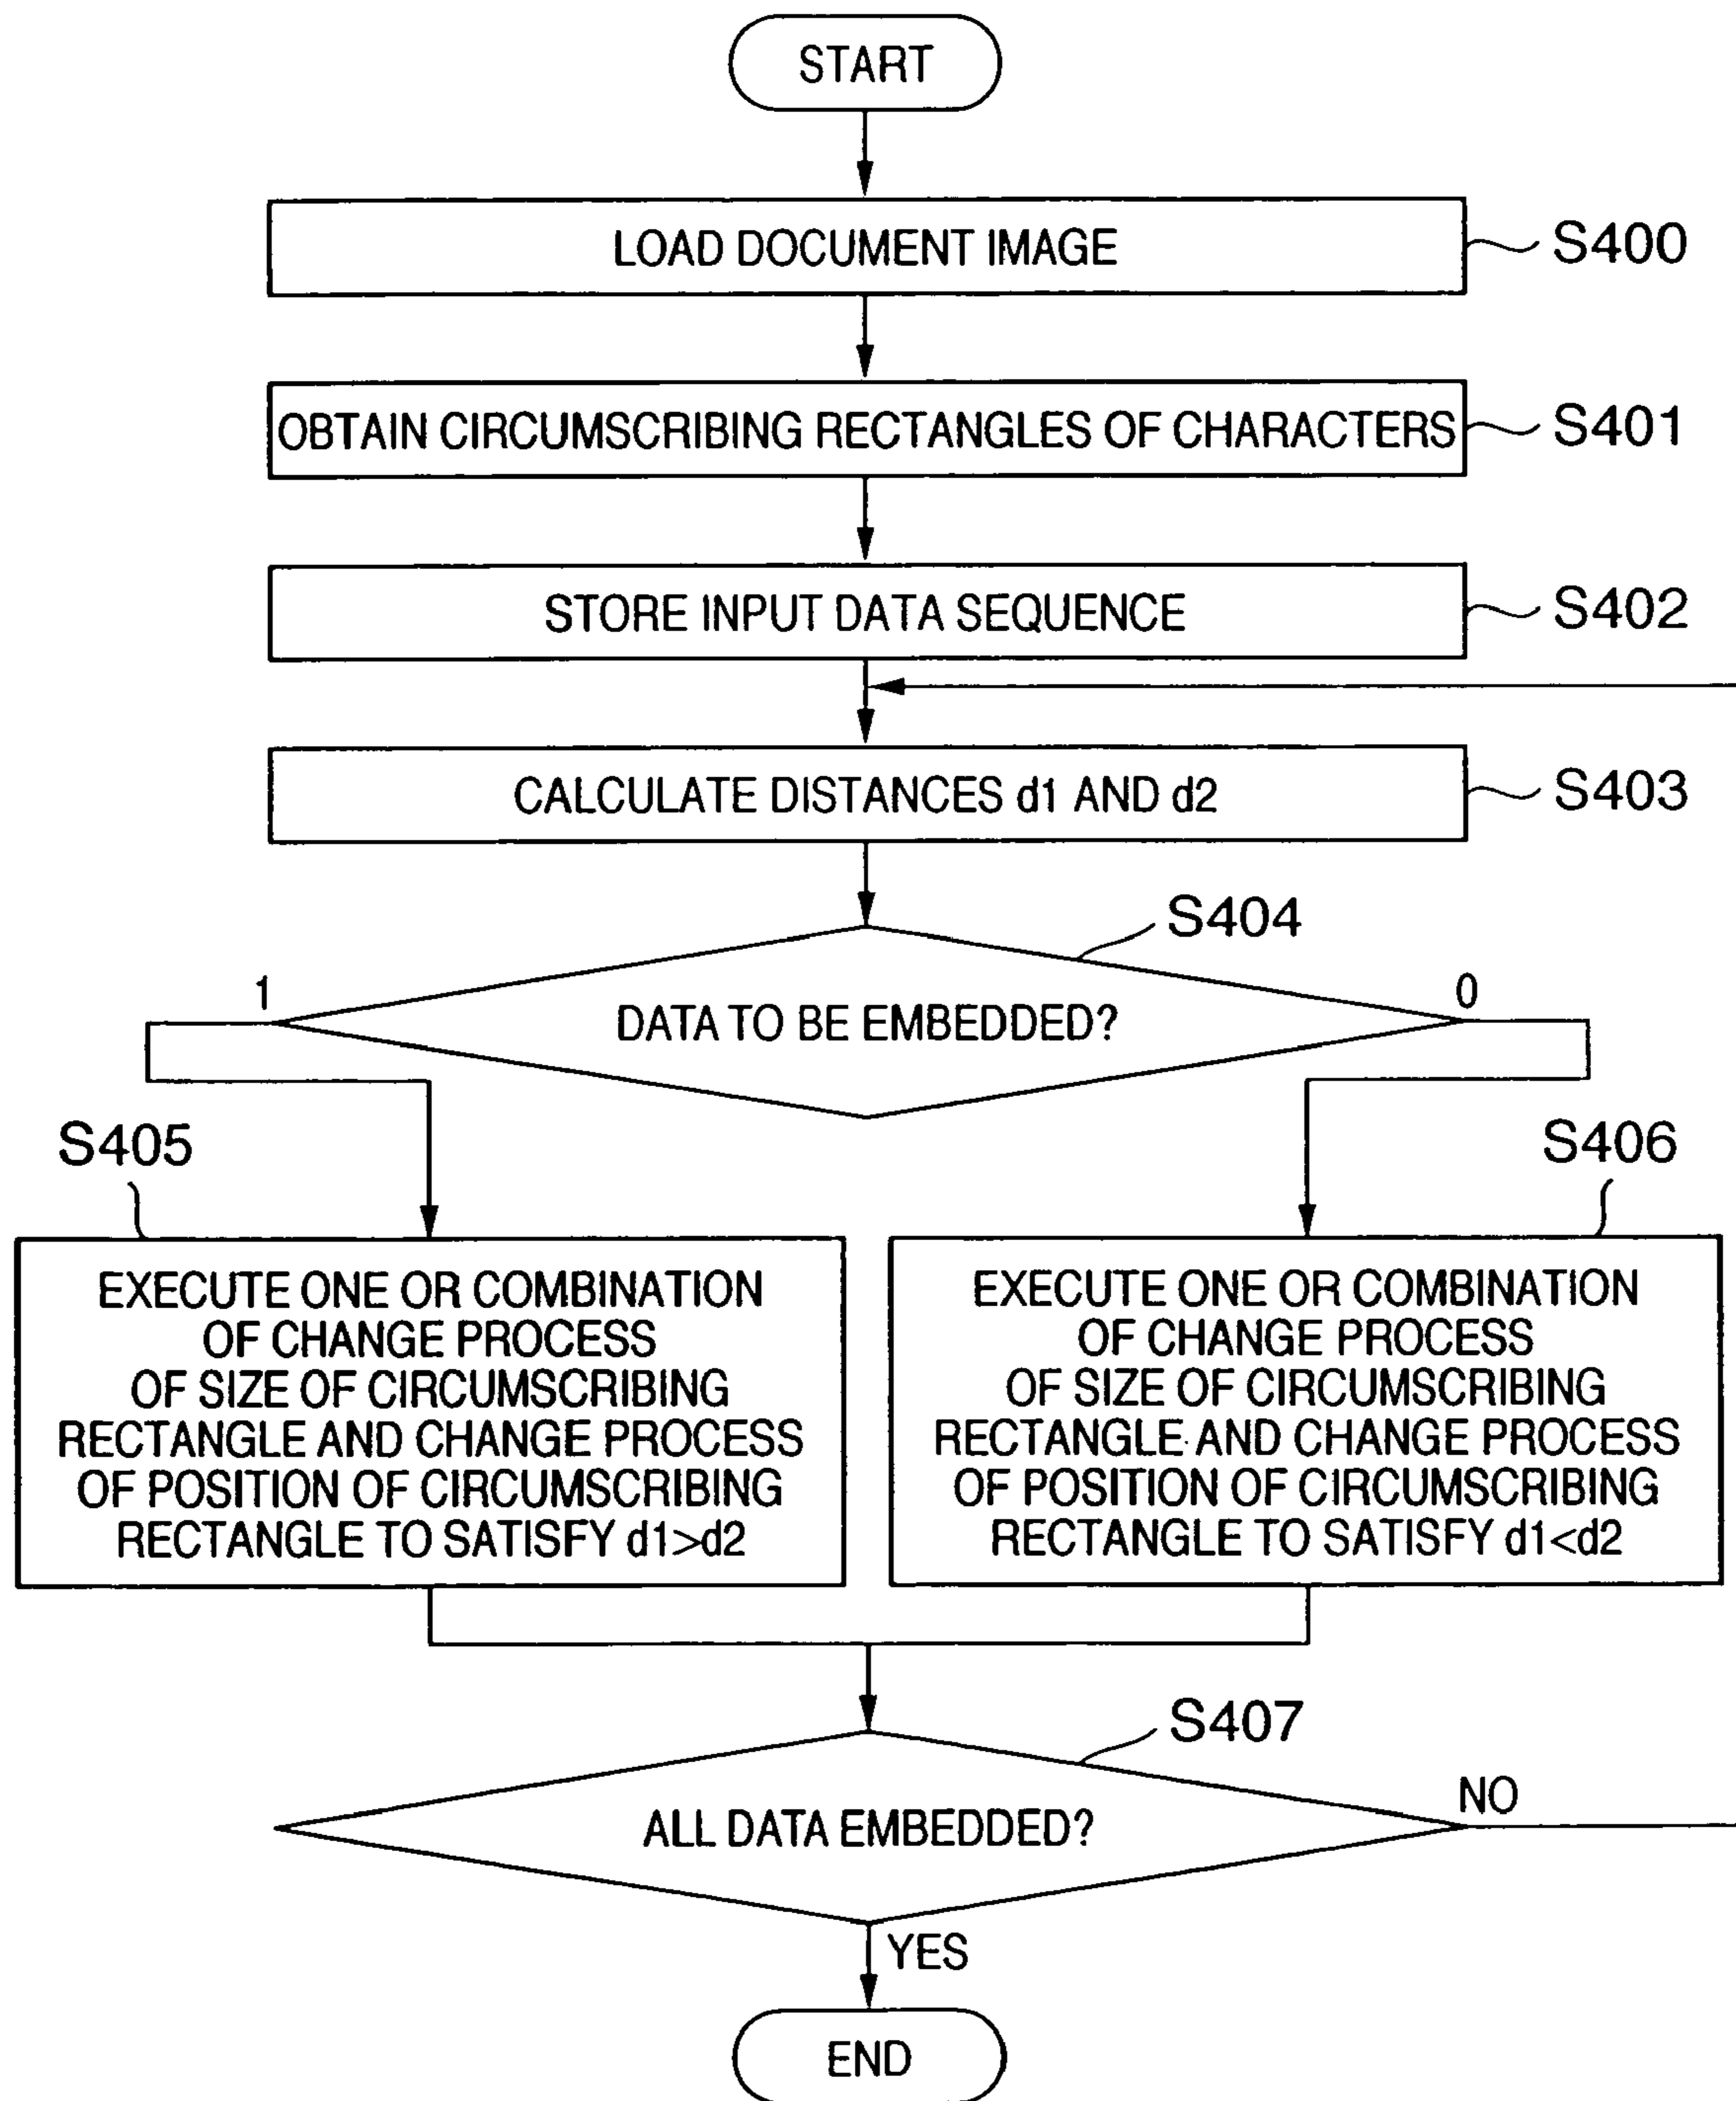 START
LOAD DOCUMENT IMAGE
S400
OBTAIN CIRCUMSCRIBING RECTANGLES OF CHARACTERS
S401
STORE INPUT DATA SEQUENCE
S402
CALCULATE DISTANCES d1 AND d2
S403
S404
1
DATA TO BE EMBEDDED?
0
S405
EXECUTE ONE OR COMBINATION
OF CHANGE PROCESS
OF SIZE OF CIRCUMSCRIBING
RECTANGLE AND CHANGE PROCESS
OF POSITION OF CIRCUMSCRIBING
RECTANGLE TO SATISFY d1>d2
S406
EXECUTE ONE OR COMBINATION
OF CHANGE PROCESS
OF SIZE OF CIRCUMSCRIBING
RECTANGLE AND CHANGE PROCESS
OF POSITION OF CIRCUMSCRIBING
RECTANGLE TO SATISFY d1<d2
S407
ALL DATA EMBEDDED?
NO
YES
END